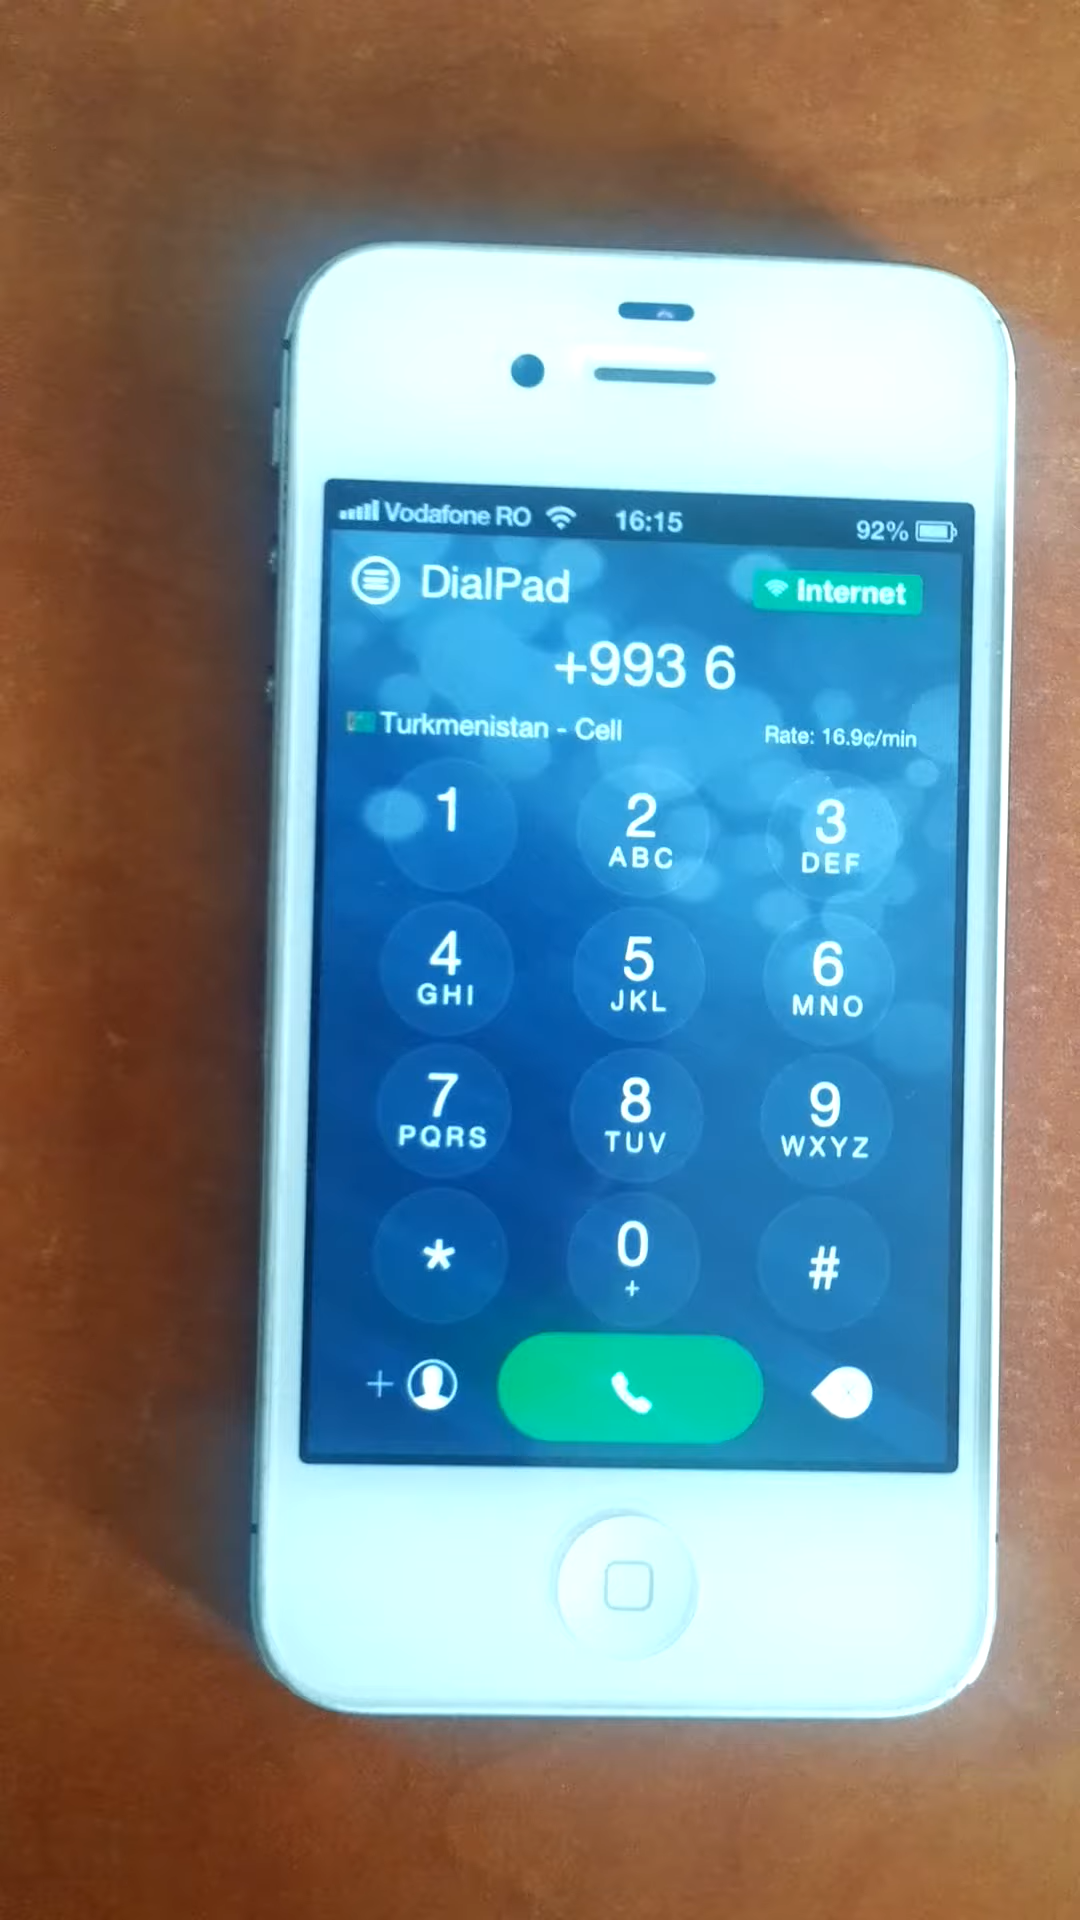 Vodafone RO 16:15 92%
DialPad Internet
+993 6
Turkmenistan - Cell Rate: 16.9¢/min
1 2 3
ABC DEF
4 5 6
GHI JKL MNO
7 8 9
PQRS TUV WXYZ
* 0 #
+
+